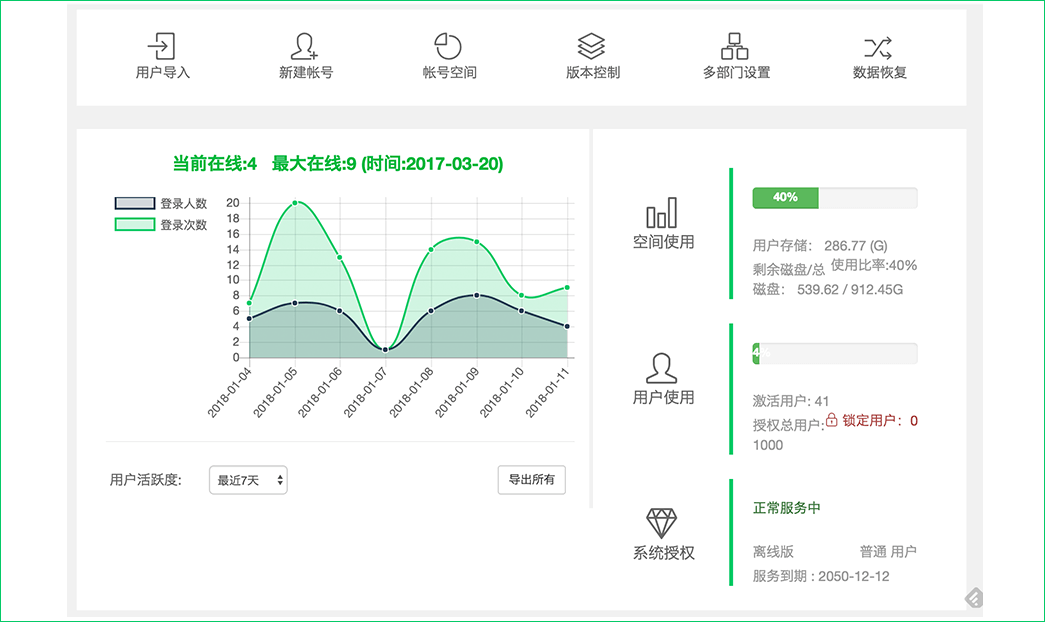 用户导入
新建帐号
帐号空间
版本控制
多部门设置
数据恢复
当前在线:4 最大在线:9 (时间:2017-03-20)
登录人数
登录次数
20
18
16
14
12
10
8
6
4
2
0
2018-01-04
2018-01-05
2018-01-06
2018-01-07
2018-01-08
2018-01-09
2018-01-10
2018-01-11
用户活跃度:
最近7天
导出所有
空间使用
40%
用户存储: 286.77 (G)
剩余磁盘/总 使用比率:40%
磁盘: 539.62 / 912.45G
用户使用
4%
激活用户: 41
授权总用户: 锁定用户: 0
1000
系统授权
正常服务中
离线版 普通 用户
服务到期 : 2050-12-12